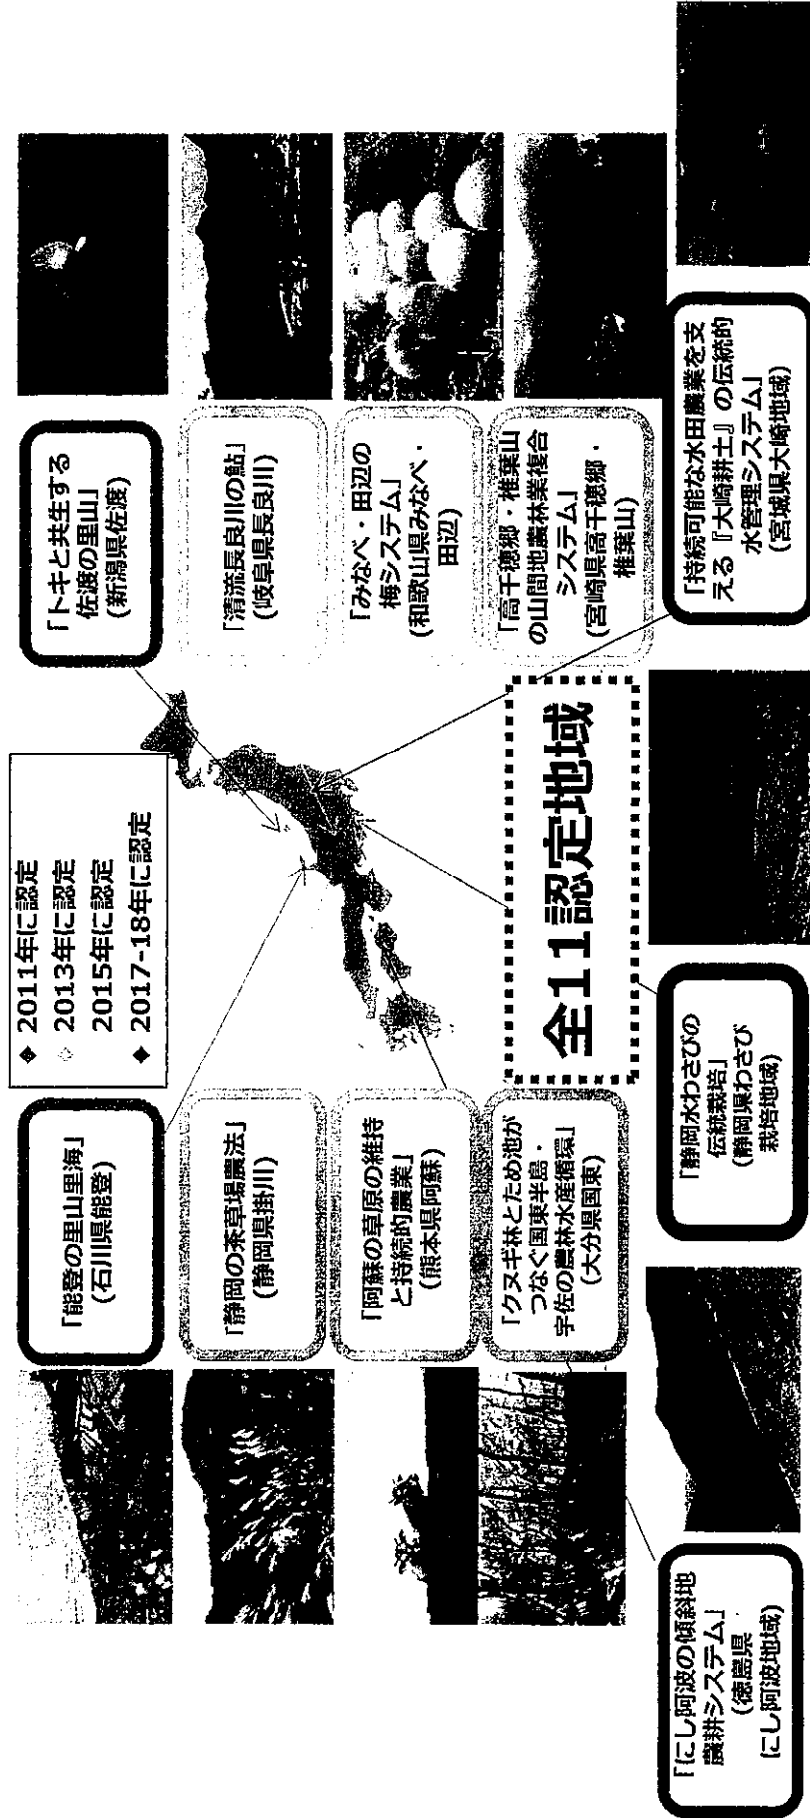 ◆ 2011年に認定
◇ 2013年に認定
2015年に認定
◆ 2017-18年に認定
「能登の里山里海」
(石川県能登)
「静岡の茶草場農法」
(静岡県掛川)
「阿蘇の草原の維持
と持続的農業」
(熊本県阿蘇)
「クヌギ林とため池が
つなぐ国東半島・
宇佐の農林水産循環」
(大分県国東)
「トキと共生する
佐渡の里山」
(新潟県佐渡)
「清流長良川の鮎」
(岐阜県長良川)
「みなべ・田辺の
梅システム」
(和歌山県みなべ・
田辺)
「高千穂郷・椎葉山
の山間地農林業複合
システム」
(宮崎県高千穂郷・
椎葉山)
全11認定地域
「にし阿波の傾斜地
農耕システム」
(徳島県
にし阿波地域)
「静岡水わさびの
伝統栽培」
(静岡県わさび
栽培地域)
「持続可能な水田農業を支
える『大崎耕土』の伝統的
水管理システム」
(宮城県大崎地域)